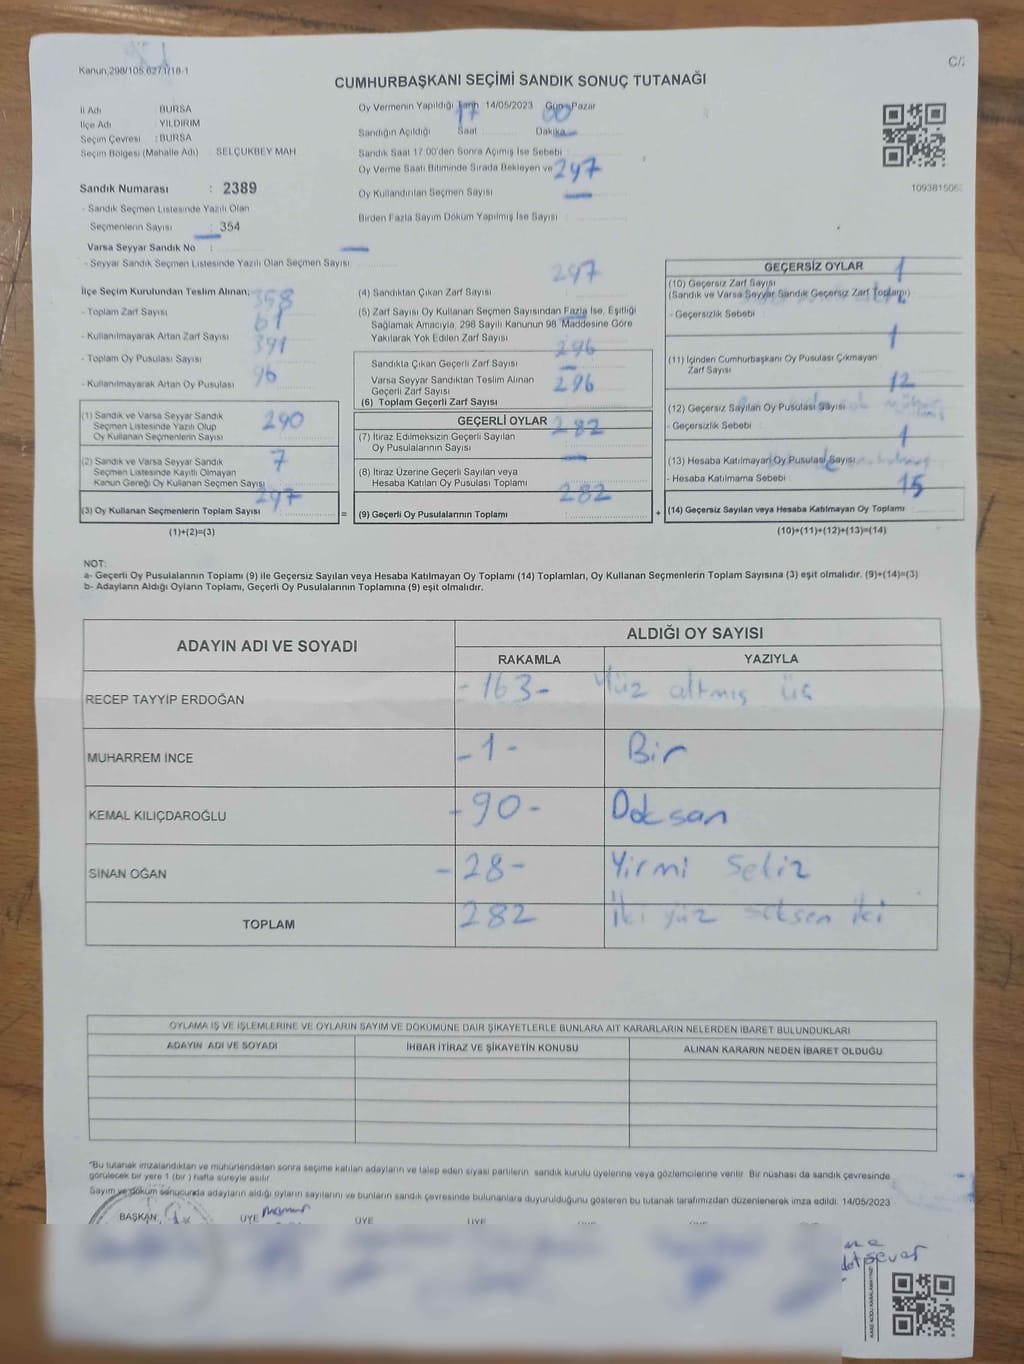 Kanun,298/105,6271/18-1
C/2
CUMHURBAŞKANI SEÇİMİ SANDIK SONUÇ TUTANAĞI
İl Adı BURSA
İlçe Adı : YILDIRIM
Seçim Çevresi : BURSA
Seçim Bölgesi (Mahalle Adı) SELÇUKBEY MAH
Sandık Numarası : 2389
- Sandık Seçmen Listesinde Yazılı Olan
Seçmenlerin Sayısı : 354
Varsa Seyyar Sandık No :
- Seyyar Sandık Seçmen Listesinde Yazılı Olan Seçmen Sayısı
Oy Vermenin Yapıldığı Tarih 14/05/2023 Gün Pazar
Sandığın Açıldığı Saat 17 Dakika 00
Sandık Saat 17:00'den Sonra Açımış İse Sebebi
Oy Verme Saati Bitiminde Sırada Bekleyen ve 297
Oy Kullandırılan Seçmen Sayısı
Birden Fazla Sayım Döküm Yapılmış İse Sayısı
109381506
İlçe Seçim Kurulundan Teslim Alınan;
358
- Toplam Zarf Sayısı
61
- Kullanılmayarak Artan Zarf Sayısı
391
- Toplam Oy Pusulası Sayısı
96
- Kullanılmayarak Artan Oy Pusulası
(1) Sandık ve Varsa Seyyar Sandık
Seçmen Listesinde Yazılı Olup
Oy Kullanan Seçmenlerin Sayısı
290
(2) Sandık ve Varsa Seyyar Sandık
Seçmen Listesinde Kayıtlı Olmayan
Kanun Gereği Oy Kullanan Seçmen Sayısı
7
297
(3) Oy Kullanan Seçmenlerin Toplam Sayısı
(1)+(2)=(3)
=
297
(4) Sandıktan Çıkan Zarf Sayısı
(5) Zarf Sayısı Oy Kullanan Seçmen Sayısından Fazla İse, Eşitliği
Sağlamak Amacıyla, 298 Sayılı Kanunun 98. Maddesine Göre
Yakılarak Yok Edilen Zarf Sayısı
296
Sandıkta Çıkan Geçerli Zarf Sayısı
Varsa Seyyar Sandıktan Teslim Alınan
Geçerli Zarf Sayısı
296
(6) Toplam Geçerli Zarf Sayısı
GEÇERLİ OYLAR
282
(7) İtiraz Edilmeksizin Geçerli Sayılan
Oy Pusulalarının Sayısı
(8) İtiraz Üzerine Geçerli Sayılan veya
Hesaba Katılan Oy Pusulası Toplamı
282
(9) Geçerli Oy Pusulalarının Toplamı
+
GEÇERSİZ OYLAR
1
(10) Geçersiz Zarf Sayısı
(Sandık ve Varsa Seyyar Sandık Geçersiz Zarf Toplamı)
- Geçersizlik Sebebi :
1
(11) İçinden Cumhurbaşkanı Oy Pusulası Çıkmayan
Zarf Sayısı
12
(12) Geçersiz Sayılan Oy Pusulası Sayısı
- Geçersizlik Sebebi :
1
(13) Hesaba Katılmayan Oy Pusulası Sayısı
- Hesaba Katılmama Sebebi :
15
(14) Geçersiz Sayılan veya Hesaba Katılmayan Oy Toplamı
(10)+(11)+(12)+(13)=(14)
NOT:
a- Geçerli Oy Pusulalarının Toplamı (9) ile Geçersiz Sayılan veya Hesaba Katılmayan Oy Toplamı (14) Toplamları, Oy Kullanan Seçmenlerin Toplam Sayısına (3) eşit olmalıdır. (9)+(14)=(3)
b- Adayların Aldığı Oyların Toplamı, Geçerli Oy Pusulalarının Toplamına (9) eşit olmalıdır.
ADAYIN ADI VE SOYADI
ALDIĞI OY SAYISI
RAKAMLA YAZIYLA
RECEP TAYYİP ERDOĞAN -163- Yüz altmış üç
MUHARREM İNCE -1- Bir
KEMAL KILIÇDAROĞLU -90- Doksan
SİNAN OĞAN -28- Yirmi Sekiz
TOPLAM 282 İki yüz seksen iki
OYLAMA İŞ VE İŞLEMLERİNE VE OYLARIN SAYIM VE DÖKÜMÜNE DAİR ŞİKAYETLERLE BUNLARA AİT KARARLARIN NELERDEN İBARET BULUNDUKLARI
ADAYIN ADI VE SOYADI İHBAR İTİRAZ VE ŞİKAYETİN KONUSU ALINAN KARARIN NEDEN İBARET OLDUĞU
*Bu tutanak imzalandıktan ve mühürlendikten sonra seçime katılan adayların ve talep eden siyasi partilerin sandık kurulu üyelerine veya gözlemcilerine verilir. Bir nüshası da sandık çevresinde
görülecek bir yere 1 (bir) hafta süreyle asılır
Sayım ve döküm sonucunda adayların aldığı oyların sayılarını ve bunların sandık çevresinde bulunanlara duyurulduğunu gösteren bu tutanak tarafımızdan düzenlenerek imza edildi. 14/05/2023
BAŞKAN ÜYE ÜYE ÜYE